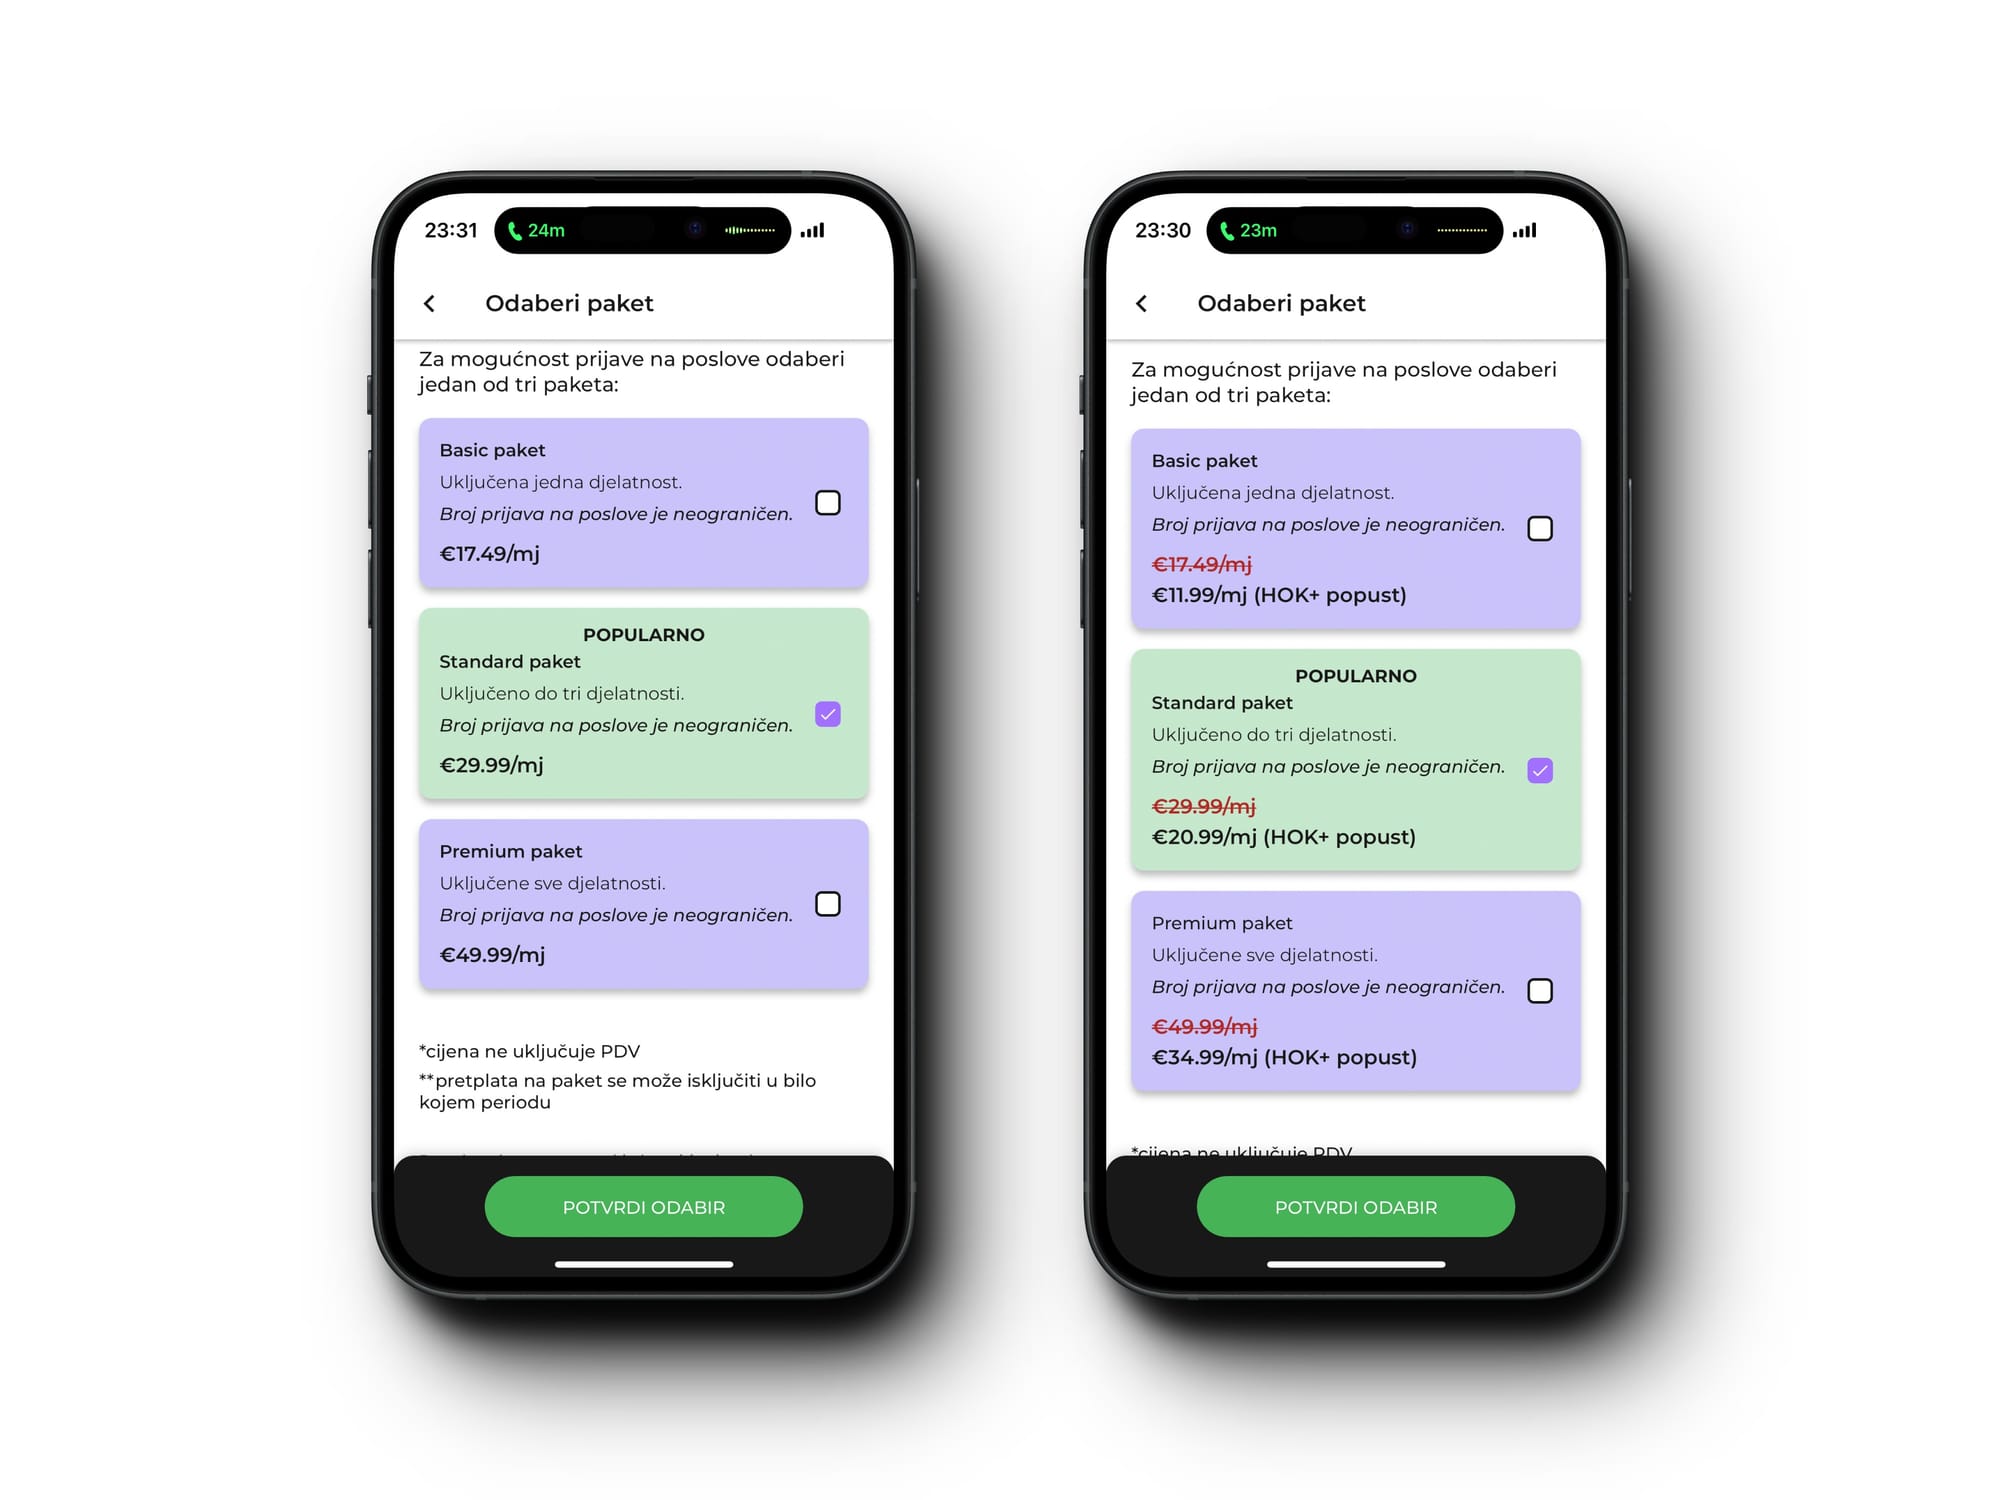 23:31
24m
Odaberi paket
Za mogućnost prijave na poslove odaberi
jedan od tri paketa:
Basic paket
Uključena jedna djelatnost.
Broj prijava na poslove je neograničen.
€17.49/mj
POPULARNO
Standard paket
Uključeno do tri djelatnosti.
Broj prijava na poslove je neograničen.
€29.99/mj
Premium paket
Uključene sve djelatnosti.
Broj prijava na poslove je neograničen.
€49.99/mj
*cijena ne uključuje PDV
**pretplata na paket se može isključiti u bilo
kojem periodu
POTVRDI ODABIR
23:30
23m
Odaberi paket
Za mogućnost prijave na poslove odaberi
jedan od tri paketa:
Basic paket
Uključena jedna djelatnost.
Broj prijava na poslove je neograničen.
€17.49/mj
€11.99/mj (HOK+ popust)
POPULARNO
Standard paket
Uključeno do tri djelatnosti.
Broj prijava na poslove je neograničen.
€29.99/mj
€20.99/mj (HOK+ popust)
Premium paket
Uključene sve djelatnosti.
Broj prijava na poslove je neograničen.
€49.99/mj
€34.99/mj (HOK+ popust)
*cijena ne uključuje PDV
POTVRDI ODABIR